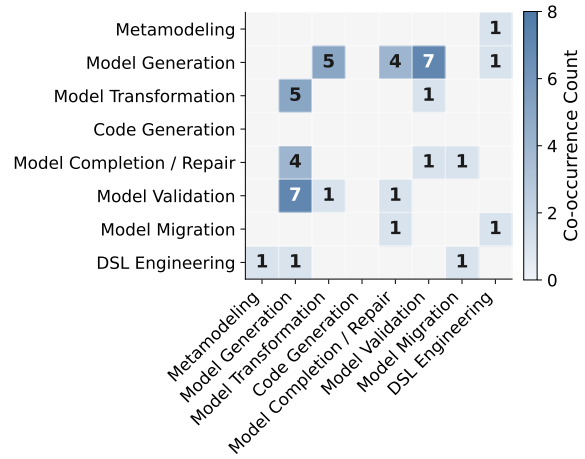 Metamodeling 1
Model Generation 5 4 7 1
Model Transformation 5 1
Code Generation
Model Completion / Repair 4 1 1
Model Validation 7 1 1
Model Migration 1 1
DSL Engineering 1 1 1
Metamodeling
Model Generation
Model Transformation
Code Generation
Model Completion / Repair
Model Validation
Model Migration
DSL Engineering
8
6
4
2
0
Co-occurrence Count